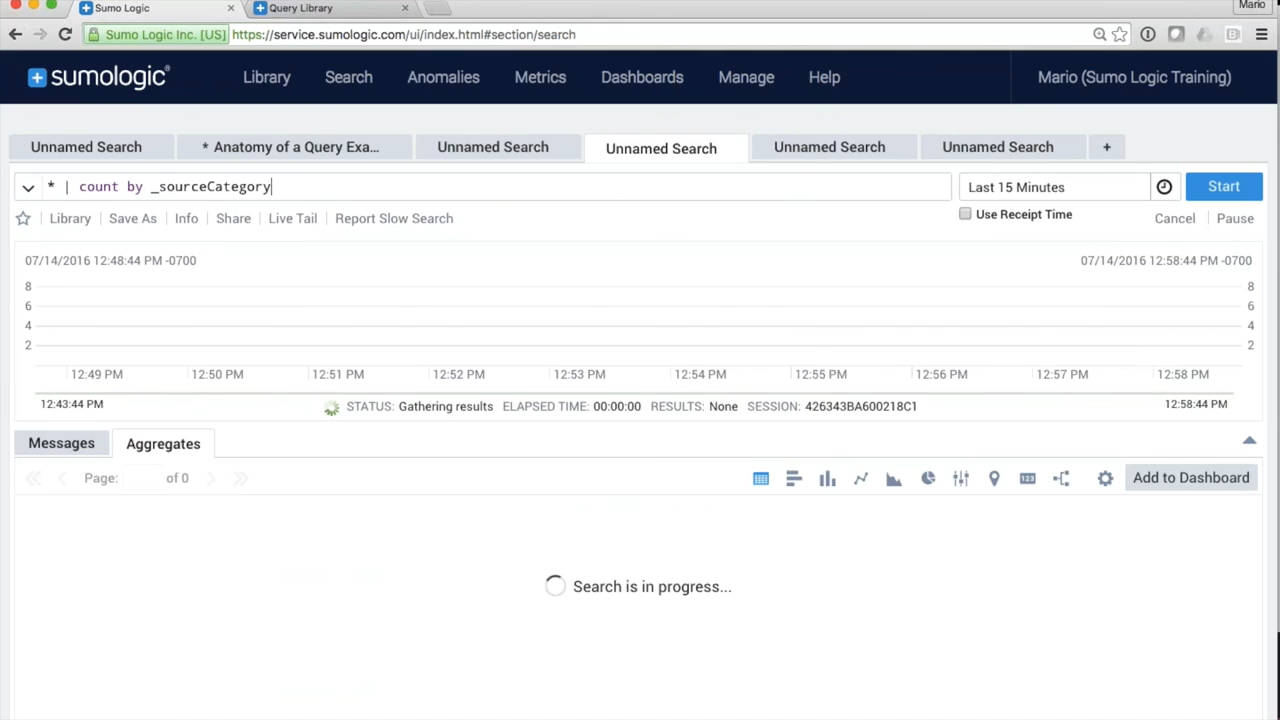 Sumo Logic × Query Library × Mario
Sumo Logic Inc. [US] https://service.sumologic.com/ui/index.html#section/search
sumologic® Library Search Anomalies Metrics Dashboards Manage Help Mario (Sumo Logic Training)
Unnamed Search * Anatomy of a Query Exa... Unnamed Search Unnamed Search Unnamed Search Unnamed Search +
* | count by _sourceCategory Last 15 Minutes Start
Library Save As Info Share Live Tail Report Slow Search Use Receipt Time Cancel Pause
07/14/2016 12:48:44 PM -0700 07/14/2016 12:58:44 PM -0700
8 8
6 6
4 4
2 2
12:49 PM 12:50 PM 12:51 PM 12:52 PM 12:53 PM 12:54 PM 12:55 PM 12:56 PM 12:57 PM 12:58 PM
12:43:44 PM STATUS: Gathering results ELAPSED TIME: 00:00:00 RESULTS: None SESSION: 426343BA600218C1 12:58:44 PM
Messages Aggregates
Page: of 0 123 Add to Dashboard
Search is in progress...